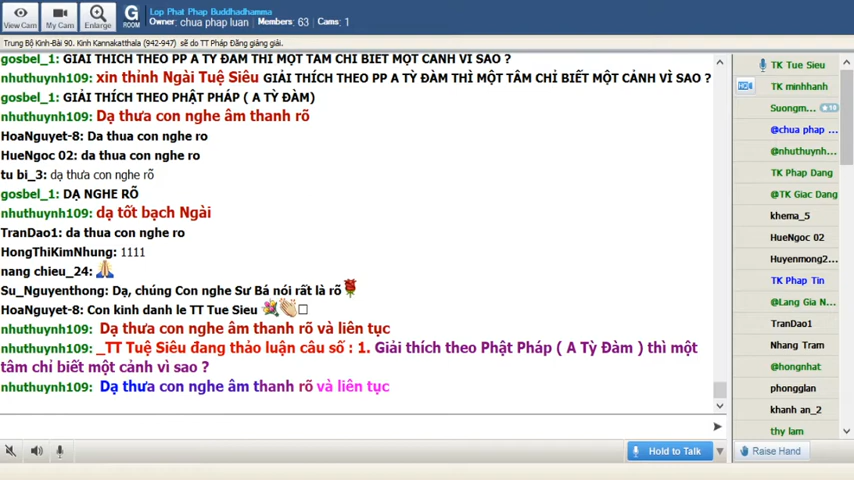 View Cam
My Cam
Enlarge
G
ROOM
Lop Phat Phap Buddhadhamma
Owner: chua phap luan Members: 63 Cams: 1
Trung Bộ Kinh-Bài 90. Kinh Kannakatthala (942-947) sẽ do TT Pháp Đăng giảng giải.
gosbel_1: GIẢI THÍCH THEO PP A TỲ ĐÀM THÌ MỘT TÂM CHỈ BIẾT MỘT CẢNH VÌ SAO ?
nhuthuynh109: xin thỉnh Ngài Tuệ Siêu GIẢI THÍCH THEO PP A TỲ ĐÀM THÌ MỘT TÂM CHỈ BIẾT MỘT CẢNH VÌ SAO ?
gosbel_1: GIẢI THÍCH THEO PHẬT PHÁP ( A TỲ ĐÀM)
nhuthuynh109: Dạ thưa con nghe âm thanh rõ
HoaNguyet-8: Da thua con nghe ro
HueNgoc 02: da thua con nghe ro
tu bi_3: dạ thưa con nghe rõ
gosbel_1: DẠ NGHE RÕ
nhuthuynh109: dạ tốt bạch Ngài
TranDao1: da thua con nghe ro
HongThiKimNhung: 1111
nang chieu_24:
Su_Nguyenthong: Dạ, chúng Con nghe Sư Bá nói rất là rõ
HoaNguyet-8: Con kinh danh le TT Tue Sieu
nhuthuynh109: Dạ thưa con nghe âm thanh rõ và liên tục
nhuthuynh109: _TT Tuệ Siêu đang thảo luận câu số : 1. Giải thích theo Phật Pháp ( A Tỳ Đàm ) thì một
tâm chỉ biết một cảnh vì sao ?
nhuthuynh109: Dạ thưa con nghe âm thanh rõ và liên tục
Hold to Talk
TK Tue Sieu
HD
TK minhhanh
Suongm... 18
@chua phap ...
@nhuthuynh...
TK Phap Dang
@TK Giac Dang
khema_5
HueNgoc 02
Huyenmong2...
TK Phap Tin
@Lang Gia N...
TranDao1
Nhang Tram
@hongnhat
phongglan
khanh an_2
thy lam
Raise Hand